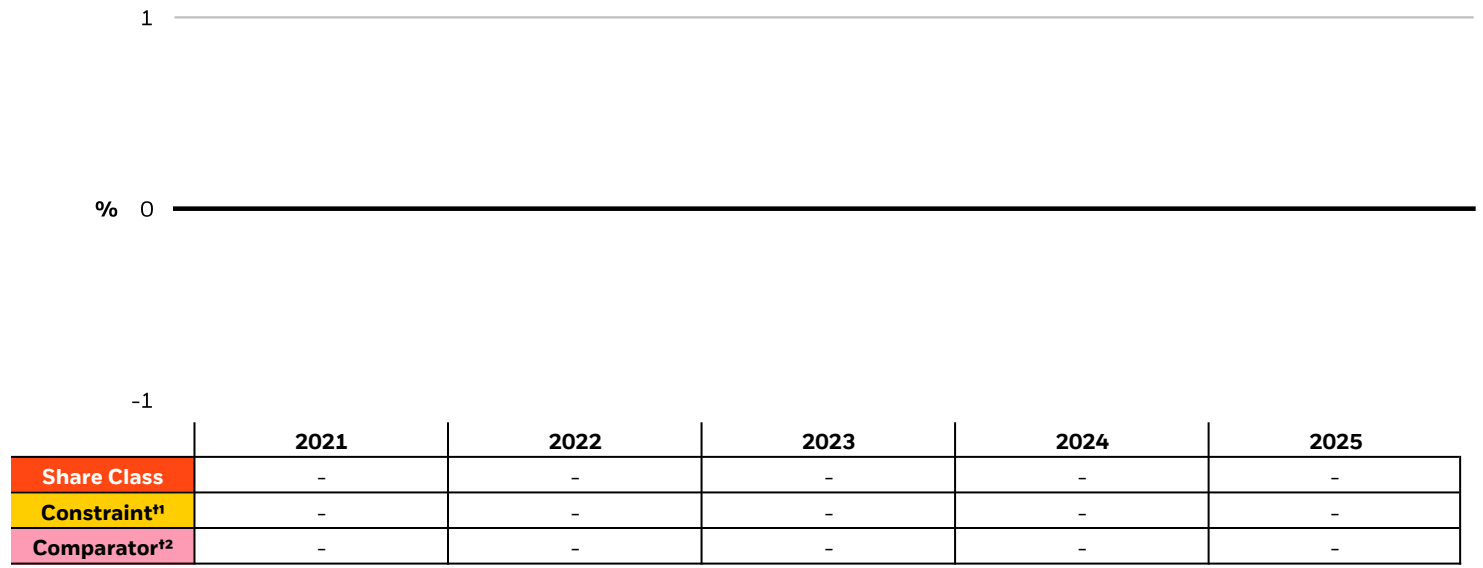 1
% 0
-1
2021 2022 2023 2024 2025
Share Class - - - - -
Constraint†1 - - - - -
Comparator†2 - - - - -